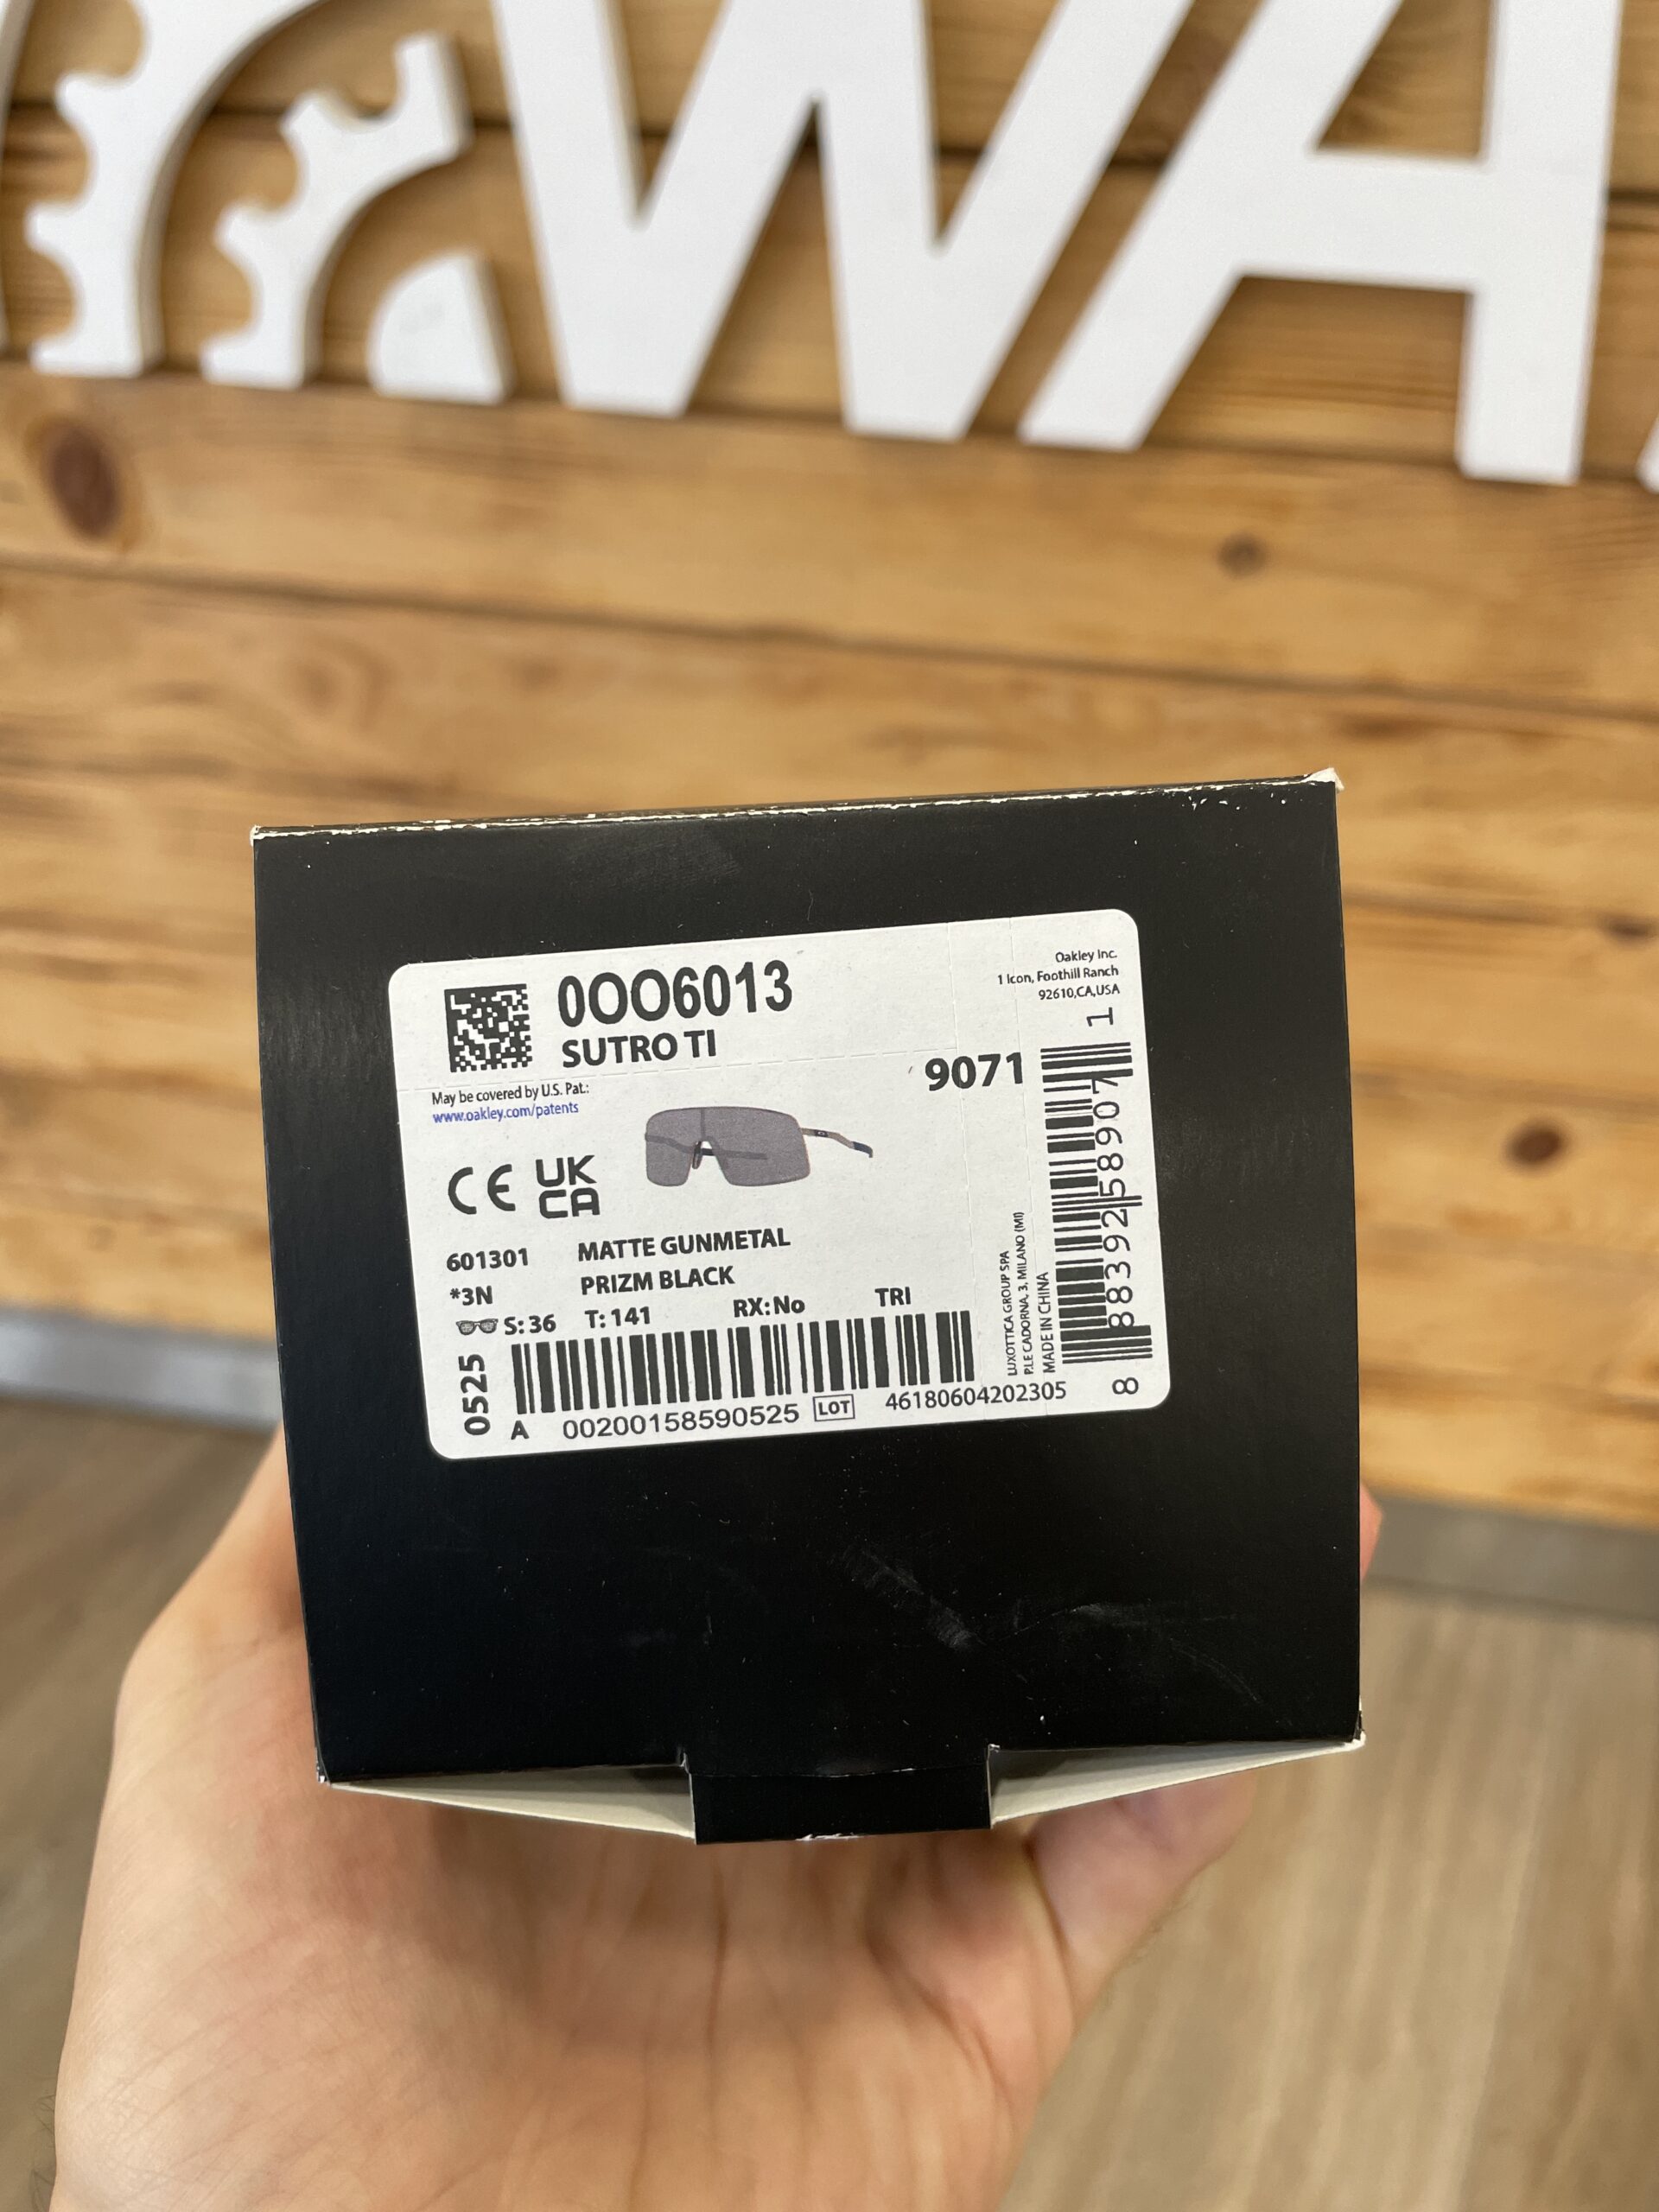 WA
0OO6013
SUTRO TI
Oakley Inc.
1 Icon, Foothill Ranch
92610,CA,USA
May be covered by U.S. Pat.:
www.oakley.com/patents
9071
CE UK
CA
601301 MATTE GUNMETAL
*3N PRIZM BLACK
S: 36 T: 141 RX: No TRI
0525
A 00200158590525 LOT 46180604202305
LUXOTTICA GROUP SPA
P.LE CADORNA, 3, MILANO (MI)
MADE IN CHINA
8 883925 8907 1